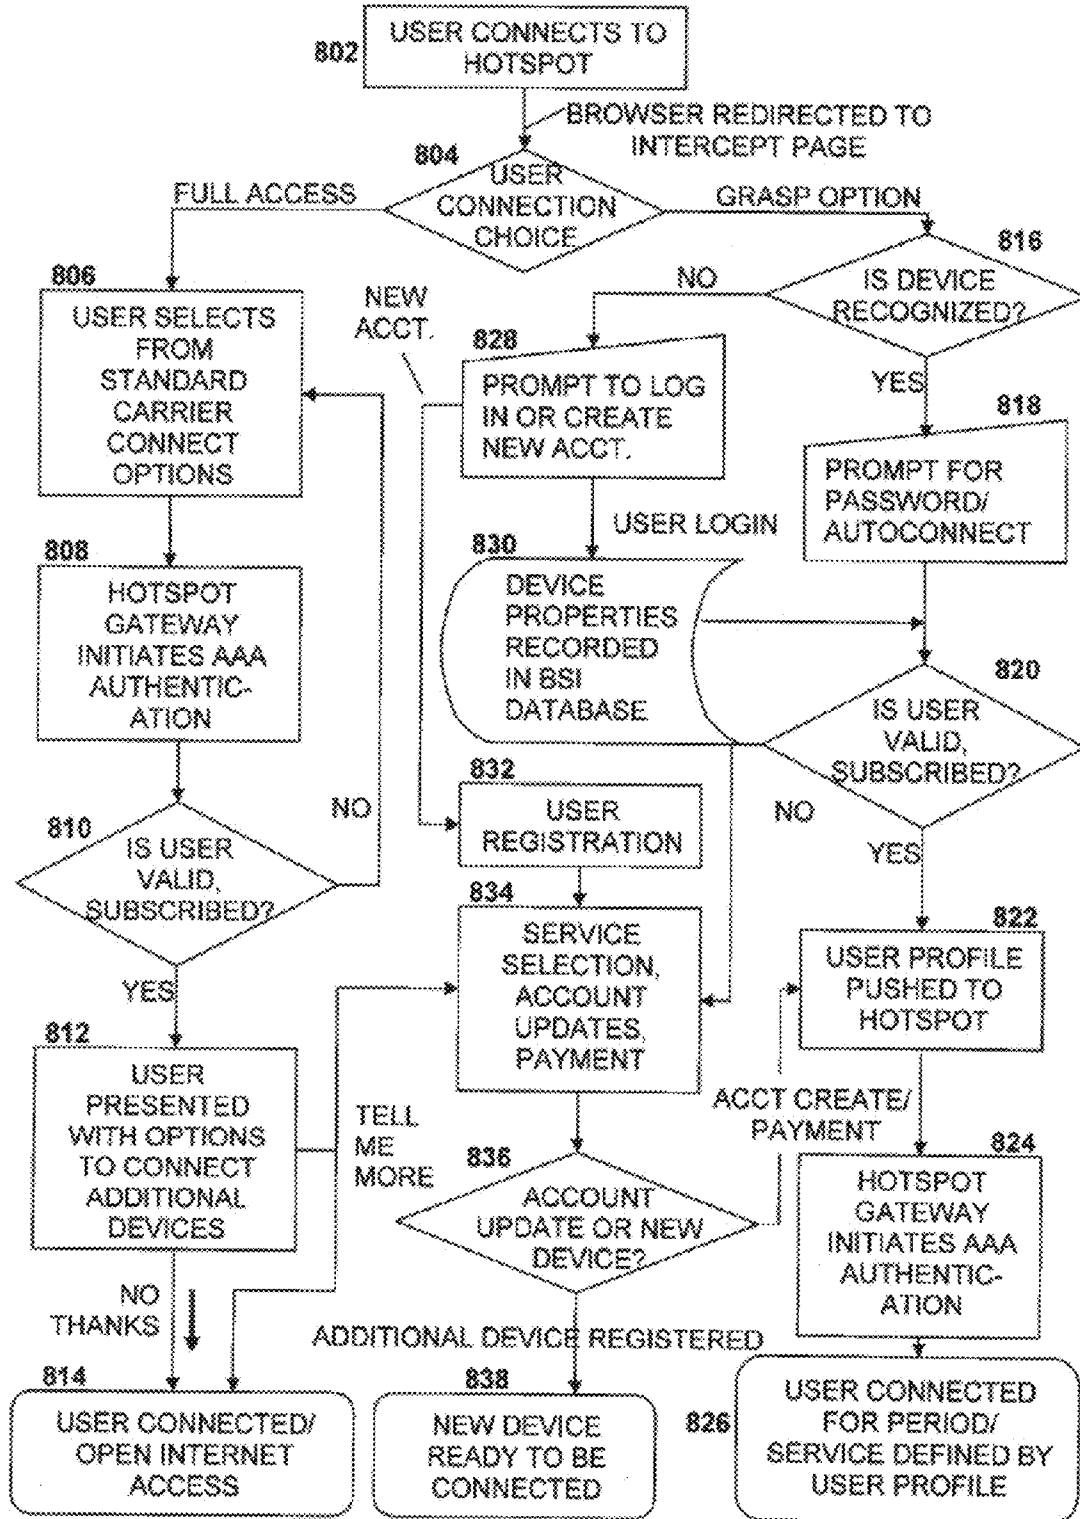 802
USER CONNECTS TO
HOTSPOT
BROWSER REDIRECTED TO
INTERCEPT PAGE
804
USER
CONNECTION
CHOICE
FULL ACCESS
GRASP OPTION
816
IS DEVICE
RECOGNIZED?
NO
YES
806
USER SELECTS
FROM
STANDARD
CARRIER
CONNECT
OPTIONS
NEW
ACCT.
828
PROMPT TO LOG
IN OR CREATE
NEW ACCT.
818
PROMPT FOR
PASSWORD/
AUTOCONNECT
USER LOGIN
808
HOTSPOT
GATEWAY
INITIATES AAA
AUTHENTIC-
ATION
830
DEVICE
PROPERTIES
RECORDED
IN BSI
DATABASE
820
IS USER
VALID,
SUBSCRIBED?
NO
YES
810
IS USER
VALID,
SUBSCRIBED?
NO
YES
832
USER
REGISTRATION
834
SERVICE
SELECTION,
ACCOUNT
UPDATES,
PAYMENT
822
USER PROFILE
PUSHED TO
HOTSPOT
812
USER
PRESENTED
WITH OPTIONS
TO CONNECT
ADDITIONAL
DEVICES
TELL
ME
MORE
ACCT CREATE/
PAYMENT
836
ACCOUNT
UPDATE OR NEW
DEVICE?
824
HOTSPOT
GATEWAY
INITIATES AAA
AUTHENTIC-
ATION
NO
THANKS
ADDITIONAL DEVICE REGISTERED
814
USER CONNECTED/
OPEN INTERNET
ACCESS
838
NEW DEVICE
READY TO BE
CONNECTED
826
USER CONNECTED
FOR PERIOD/
SERVICE DEFINED BY
USER PROFILE